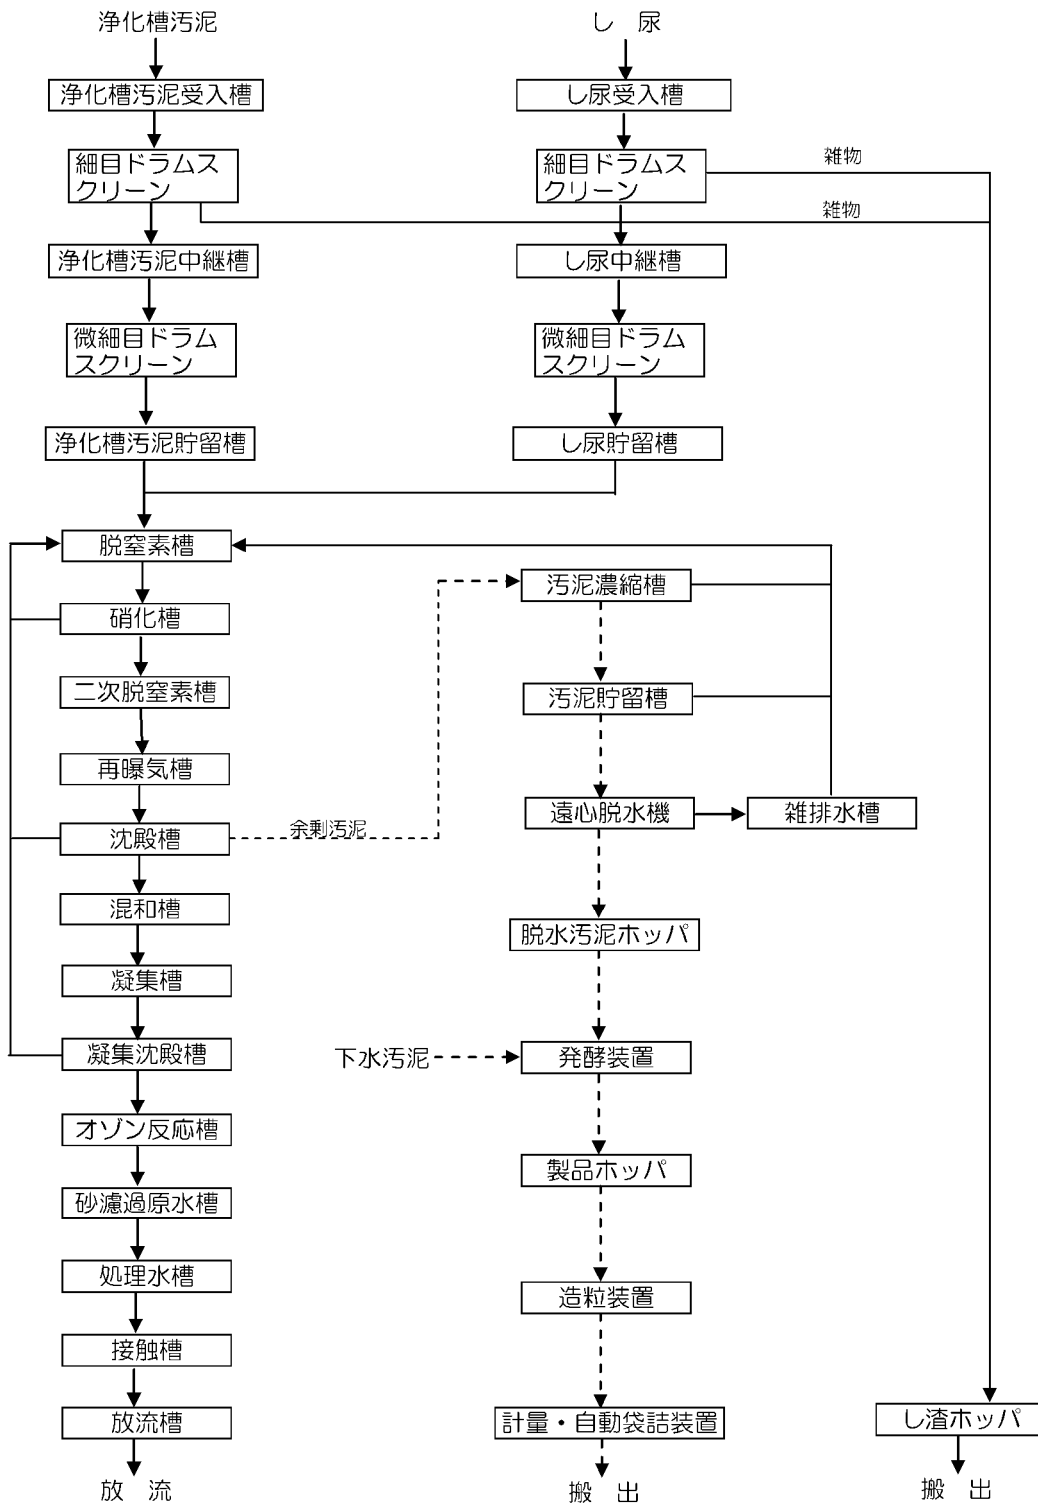 浄化槽汚泥
し 尿
浄化槽汚泥受入槽
し尿受入槽
細目ドラムス
クリーン
細目ドラムス
クリーン
雑物
雑物
浄化槽汚泥中継槽
し尿中継槽
微細目ドラム
スクリーン
微細目ドラム
スクリーン
浄化槽汚泥貯留槽
し尿貯留槽
脱窒素槽
汚泥濃縮槽
硝化槽
二次脱窒素槽
汚泥貯留槽
再曝気槽
遠心脱水機
雑排水槽
沈殿槽
余剰汚泥
混和槽
脱水汚泥ホッパ
凝集槽
凝集沈殿槽
下水汚泥
発酵装置
オゾン反応槽
製品ホッパ
砂濾過原水槽
処理水槽
造粒装置
接触槽
放流槽
計量・自動袋詰装置
し渣ホッパ
放 流
搬 出
搬 出